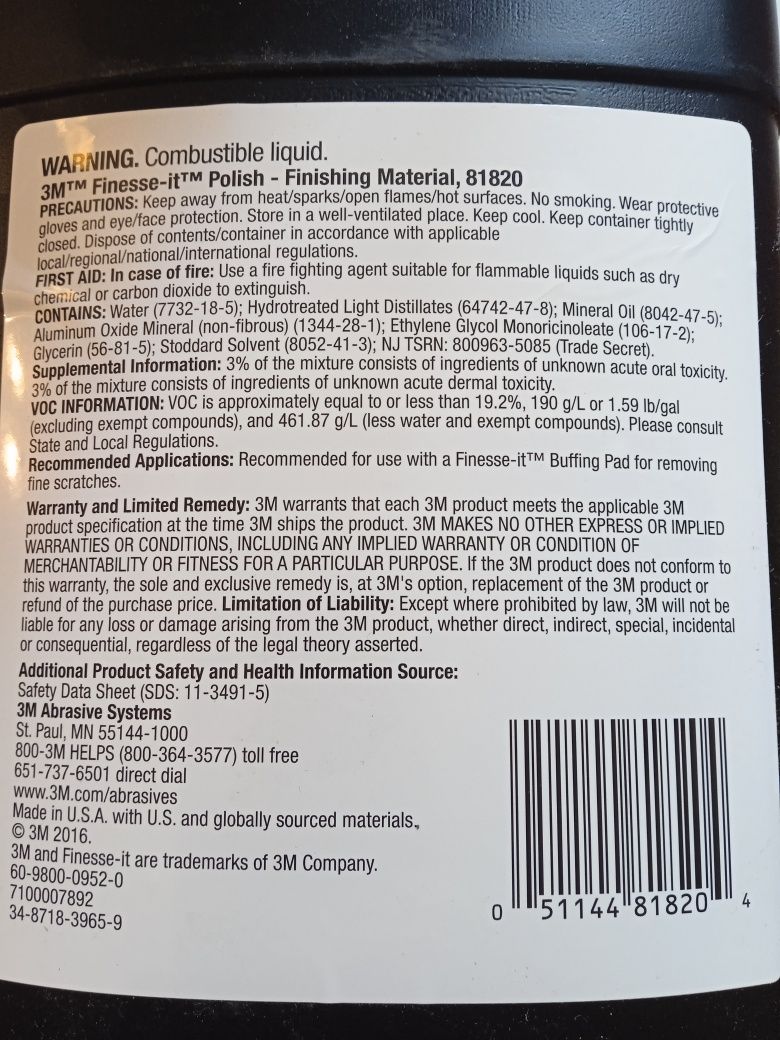 WARNING. Combustible liquid.
3M™ Finesse-it™ Polish - Finishing Material, 81820
PRECAUTIONS: Keep away from heat/sparks/open flames/hot surfaces. No smoking. Wear protective
gloves and eye/face protection. Store in a well-ventilated place. Keep cool. Keep container tightly
closed. Dispose of contents/container in accordance with applicable
local/regional/national/international regulations.
FIRST AID: In case of fire: Use a fire fighting agent suitable for flammable liquids such as dry
chemical or carbon dioxide to extinguish.
CONTAINS: Water (7732-18-5); Hydrotreated Light Distillates (64742-47-8); Mineral Oil (8042-47-5);
Aluminum Oxide Mineral (non-fibrous) (1344-28-1); Ethylene Glycol Monoricinoleate (106-17-2);
Glycerin (56-81-5); Stoddard Solvent (8052-41-3); NJ TSRN: 800963-5085 (Trade Secret).
Supplemental Information: 3% of the mixture consists of ingredients of unknown acute oral toxicity.
3% of the mixture consists of ingredients of unknown acute dermal toxicity.
VOC INFORMATION: VOC is approximately equal to or less than 19.2%, 190 g/L or 1.59 lb/gal
(excluding exempt compounds), and 461.87 g/L (less water and exempt compounds). Please consult
State and Local Regulations.
Recommended Applications: Recommended for use with a Finesse-it™ Buffing Pad for removing
fine scratches.
Warranty and Limited Remedy: 3M warrants that each 3M product meets the applicable 3M
product specification at the time 3M ships the product. 3M MAKES NO OTHER EXPRESS OR IMPLIED
WARRANTIES OR CONDITIONS, INCLUDING ANY IMPLIED WARRANTY OR CONDITION OF
MERCHANTABILITY OR FITNESS FOR A PARTICULAR PURPOSE. If the 3M product does not conform to
this warranty, the sole and exclusive remedy is, at 3M's option, replacement of the 3M product or
refund of the purchase price. Limitation of Liability: Except where prohibited by law, 3M will not be
liable for any loss or damage arising from the 3M product, whether direct, indirect, special, incidental
or consequential, regardless of the legal theory asserted.
Additional Product Safety and Health Information Source:
Safety Data Sheet (SDS: 11-3491-5)
3M Abrasive Systems
St. Paul, MN 55144-1000
800-3M HELPS (800-364-3577) toll free
651-737-6501 direct dial
www.3M.com/abrasives
Made in U.S.A. with U.S. and globally sourced materials.
© 3M 2016.
3M and Finesse-it are trademarks of 3M Company.
60-9800-0952-0
7100007892
34-8718-3965-9
0 51144 81820 4